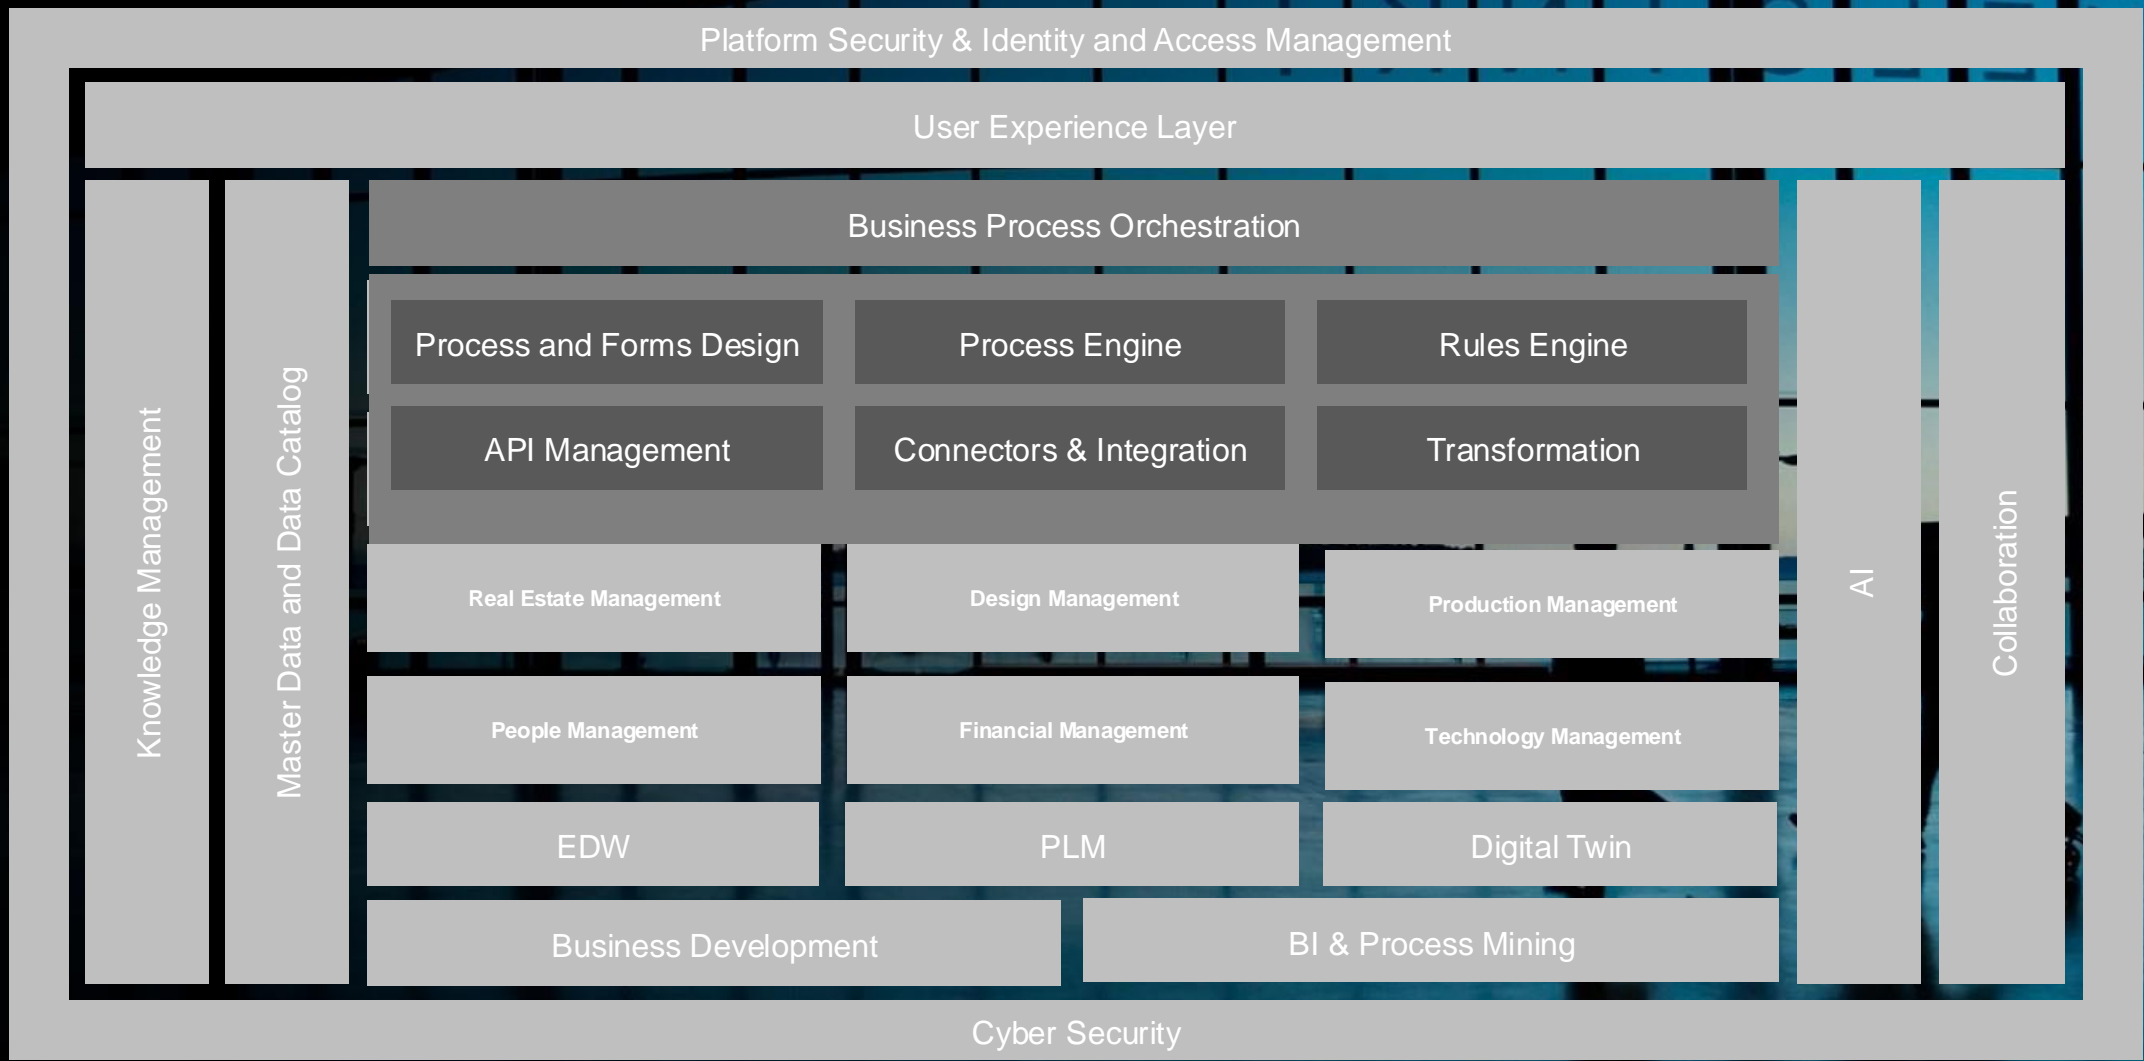 Platform Security & Identity and Access Management
User Experience Layer
Knowledge Management
Master Data and Data Catalog
Business Process Orchestration
Process and Forms Design
Process Engine
Rules Engine
API Management
Connectors & Integration
Transformation
Real Estate Management
Design Management
Production Management
People Management
Financial Management
Technology Management
EDW
PLM
Digital Twin
Business Development
BI & Process Mining
AI
Collaboration
Cyber Security